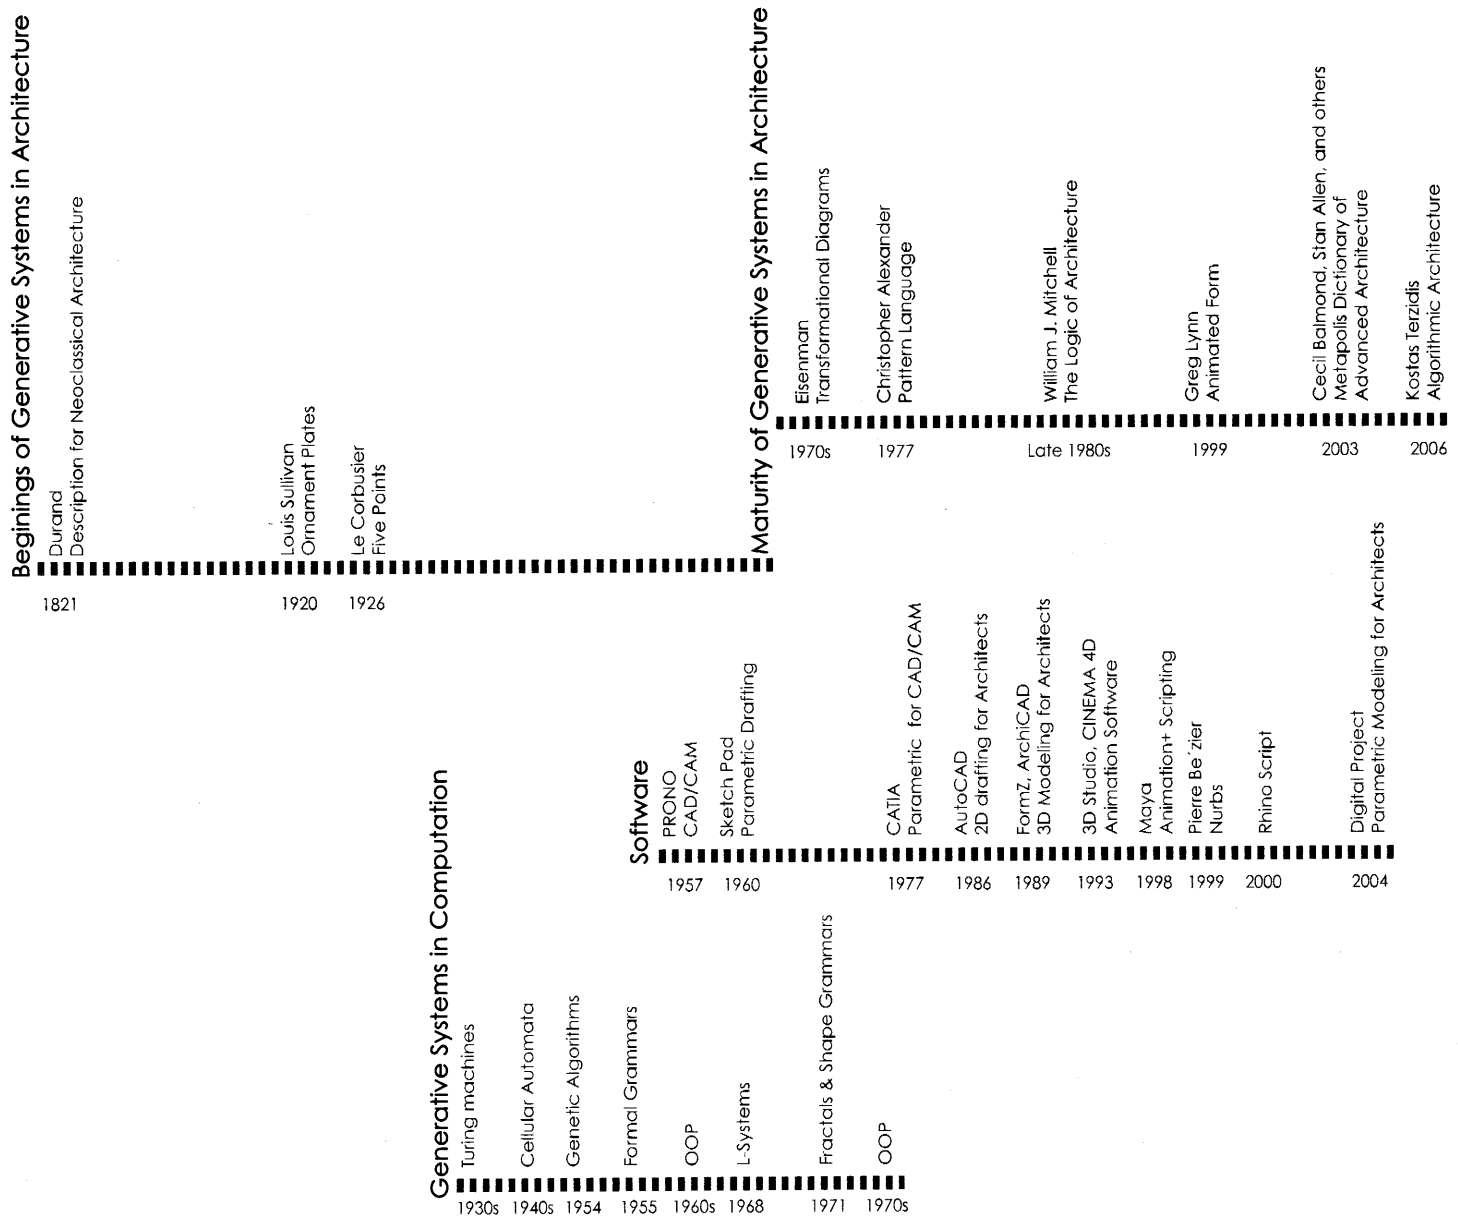 Beginings of Generative Systems in Architecture
Durand
Description for Neoclassical Architecture
Louis Sullivan
Ornament Plates
Le Corbusier
Five Points
1821
1920
1926
Maturity of Generative Systems in Architecture
Eisenman
Transformational Diagrams
Christopher Alexander
Pattern Language
William J. Mitchell
The Logic of Architecture
Greg Lynn
Animated Form
Cecil Balmond, Stan Allen, and others
Metapolis Dictionary of
Advanced Architecture
Kostas Terzidis
Algorithmic Architecture
1970s
1977
Late 1980s
1999
2003
2006
Software
PRONO
CAD/CAM
Sketch Pad
Parametric Drafting
CATIA
Parametric for CAD/CAM
AutoCAD
2D drafting for Architects
FormZ, ArchiCAD
3D Modeling for Architects
3D Studio, CINEMA 4D
Animation Software
Maya
Animation+ Scripting
Pierre Be´zier
Nurbs
Rhino Script
Digital Project
Parametric Modeling for Architects
1957
1960
1977
1986
1989
1993
1998
1999
2000
2004
Generative Systems in Computation
Turing machines
Cellular Automata
Genetic Algorithms
Formal Grammars
OOP
L-Systems
Fractals & Shape Grammars
OOP
1930s
1940s
1954
1955
1960s
1968
1971
1970s